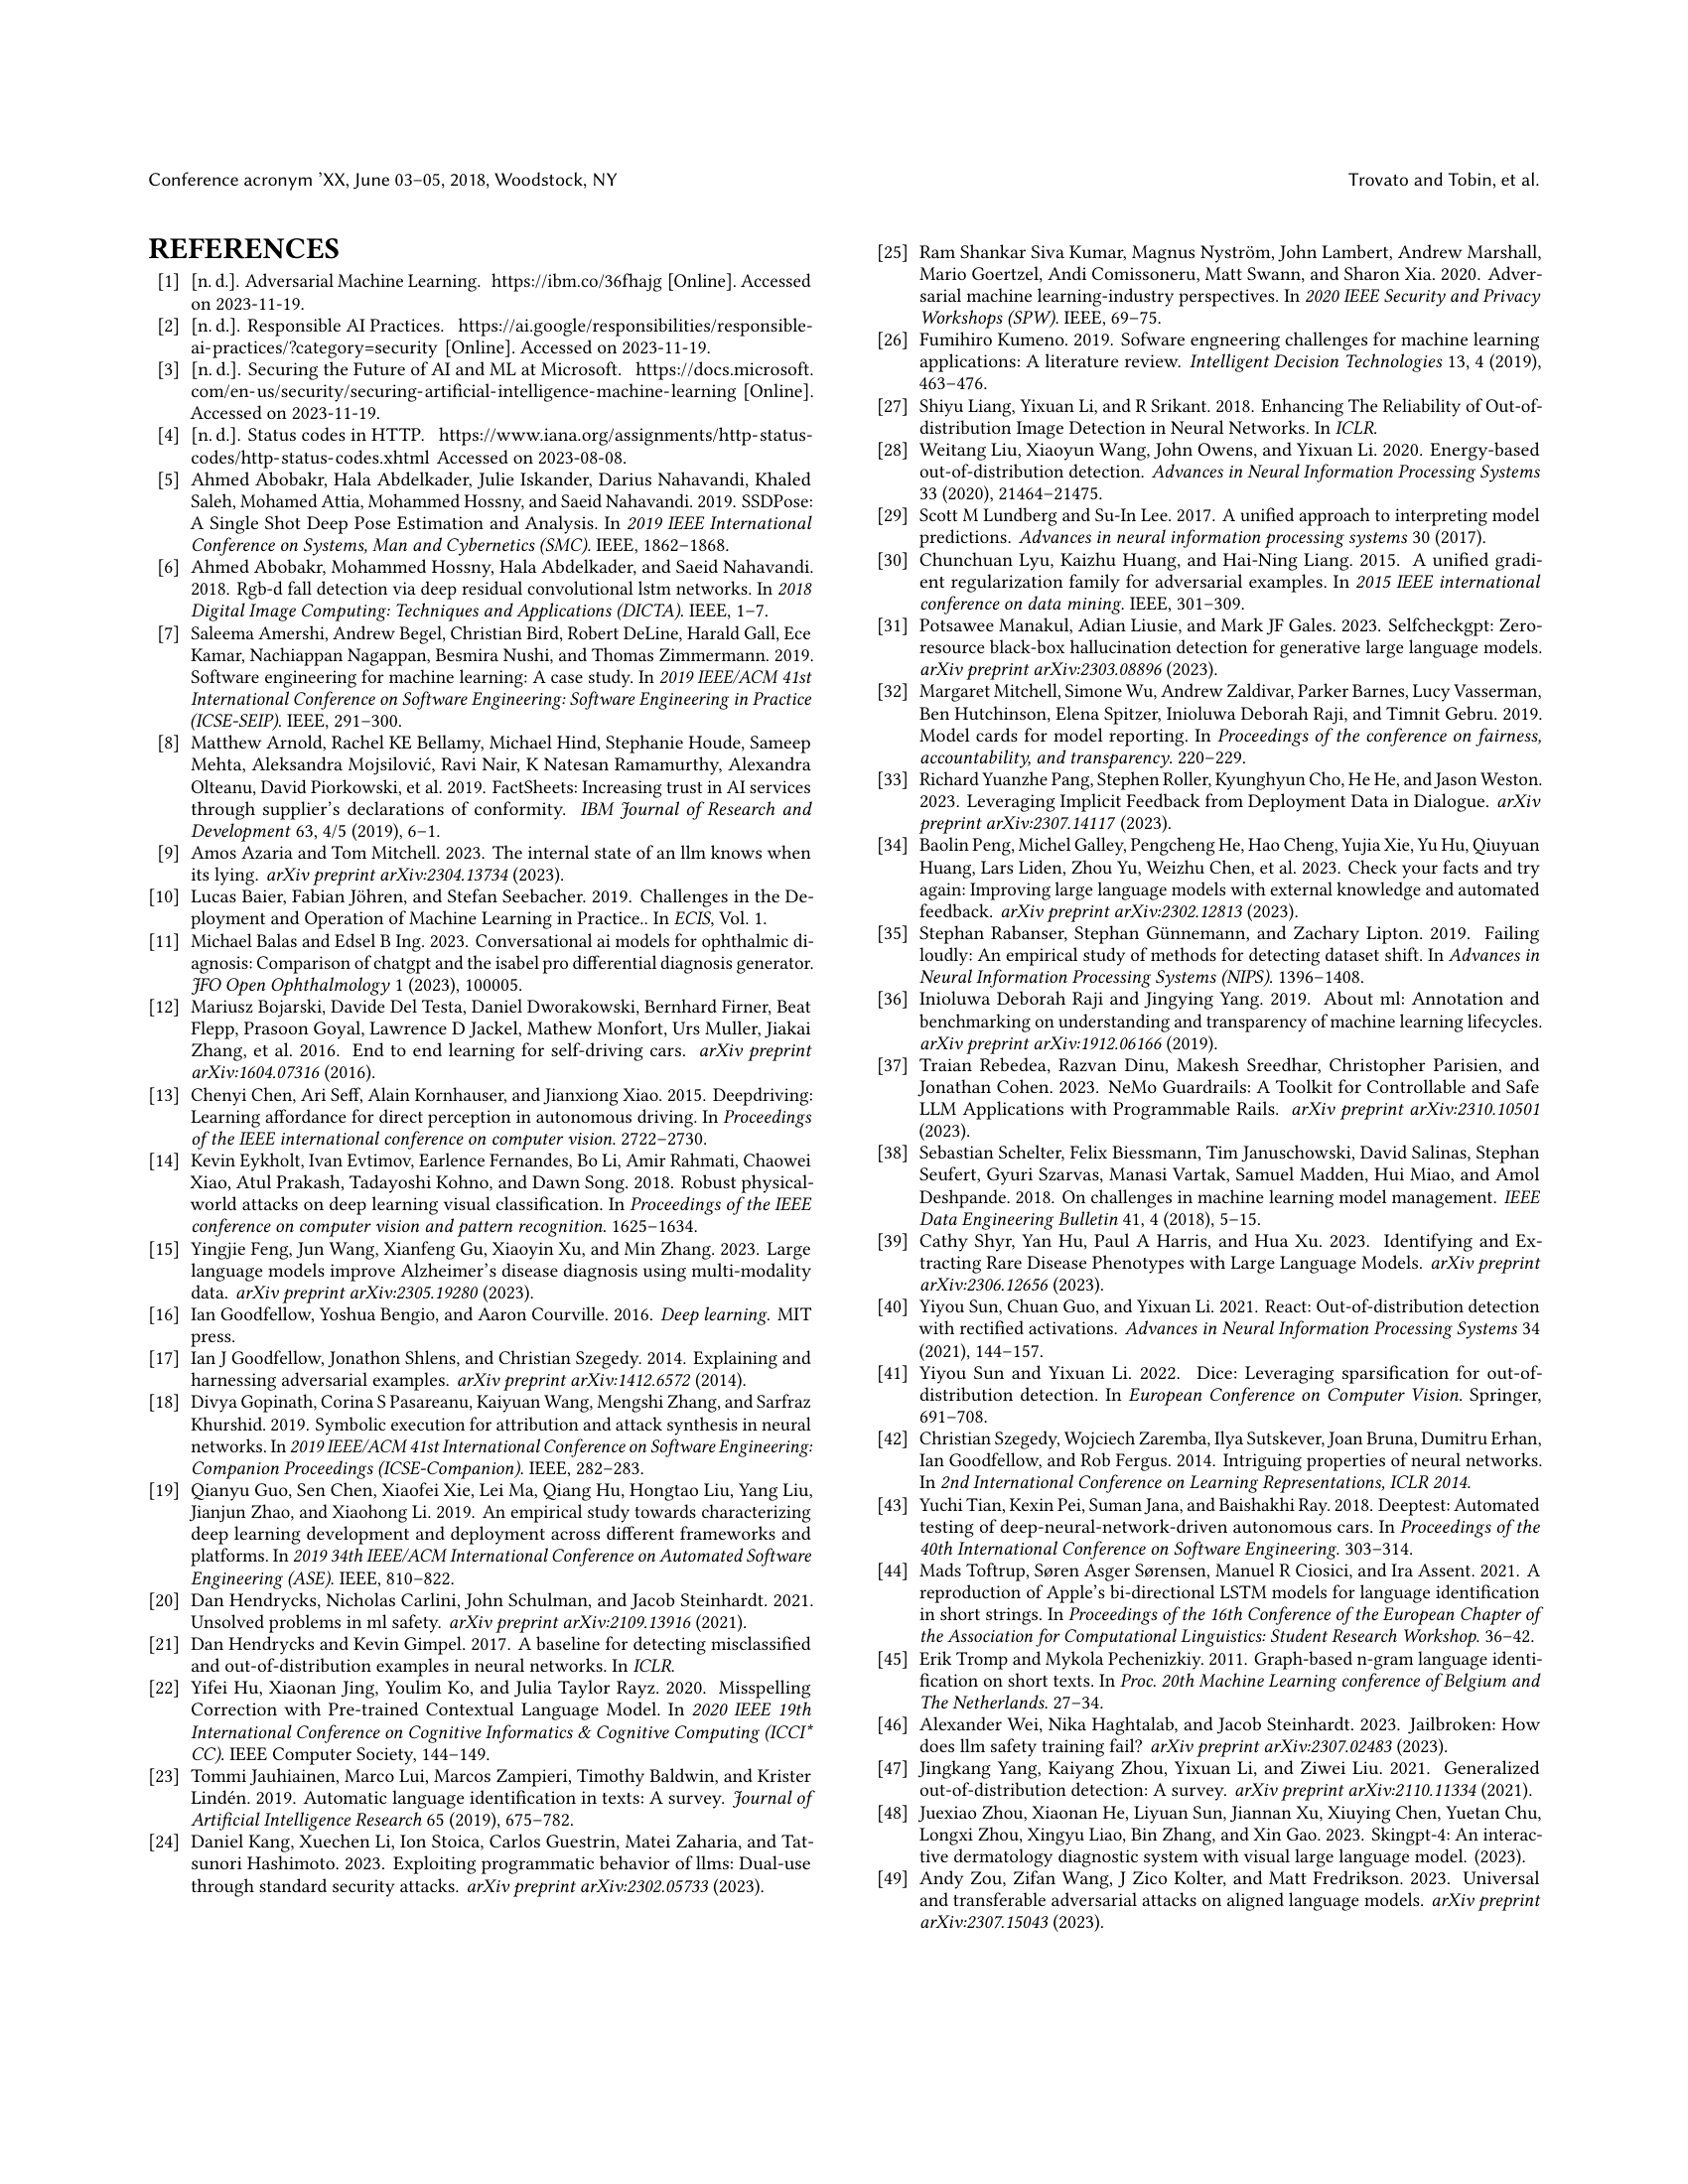 Conference acronym 'XX, June 03–05, 2018, Woodstock, NY
Trovato and Tobin, et al.
REFERENCES
[1] [n. d.]. Adversarial Machine Learning. https://ibm.co/36fhajg [Online]. Accessed
on 2023-11-19.
[2] [n. d.]. Responsible AI Practices. https://ai.google/responsibilities/responsible-
ai-practices/?category=security [Online]. Accessed on 2023-11-19.
[3] [n. d.]. Securing the Future of AI and ML at Microsoft. https://docs.microsoft.
com/en-us/security/securing-artificial-intelligence-machine-learning [Online].
Accessed on 2023-11-19.
[4] [n. d.]. Status codes in HTTP. https://www.iana.org/assignments/http-status-
codes/http-status-codes.xhtml Accessed on 2023-08-08.
[5] Ahmed Abobakr, Hala Abdelkader, Julie Iskander, Darius Nahavandi, Khaled
Saleh, Mohamed Attia, Mohammed Hossny, and Saeid Nahavandi. 2019. SSDPose:
A Single Shot Deep Pose Estimation and Analysis. In 2019 IEEE International
Conference on Systems, Man and Cybernetics (SMC). IEEE, 1862–1868.
[6] Ahmed Abobakr, Mohammed Hossny, Hala Abdelkader, and Saeid Nahavandi.
2018. Rgb-d fall detection via deep residual convolutional lstm networks. In 2018
Digital Image Computing: Techniques and Applications (DICTA). IEEE, 1–7.
[7] Saleema Amershi, Andrew Begel, Christian Bird, Robert DeLine, Harald Gall, Ece
Kamar, Nachiappan Nagappan, Besmira Nushi, and Thomas Zimmermann. 2019.
Software engineering for machine learning: A case study. In 2019 IEEE/ACM 41st
International Conference on Software Engineering: Software Engineering in Practice
(ICSE-SEIP). IEEE, 291–300.
[8] Matthew Arnold, Rachel KE Bellamy, Michael Hind, Stephanie Houde, Sameep
Mehta, Aleksandra Mojsilović, Ravi Nair, K Natesan Ramamurthy, Alexandra
Olteanu, David Piorkowski, et al. 2019. FactSheets: Increasing trust in AI services
through supplier's declarations of conformity. IBM Journal of Research and
Development 63, 4/5 (2019), 6–1.
[9] Amos Azaria and Tom Mitchell. 2023. The internal state of an llm knows when
its lying. arXiv preprint arXiv:2304.13734 (2023).
[10] Lucas Baier, Fabian Jöhren, and Stefan Seebacher. 2019. Challenges in the De-
ployment and Operation of Machine Learning in Practice.. In ECIS, Vol. 1.
[11] Michael Balas and Edsel B Ing. 2023. Conversational ai models for ophthalmic di-
agnosis: Comparison of chatgpt and the isabel pro differential diagnosis generator.
JFO Open Ophthalmology 1 (2023), 100005.
[12] Mariusz Bojarski, Davide Del Testa, Daniel Dworakowski, Bernhard Firner, Beat
Flepp, Prasoon Goyal, Lawrence D Jackel, Mathew Monfort, Urs Muller, Jiakai
Zhang, et al. 2016. End to end learning for self-driving cars. arXiv preprint
arXiv:1604.07316 (2016).
[13] Chenyi Chen, Ari Seff, Alain Kornhauser, and Jianxiong Xiao. 2015. Deepdriving:
Learning affordance for direct perception in autonomous driving. In Proceedings
of the IEEE international conference on computer vision. 2722–2730.
[14] Kevin Eykholt, Ivan Evtimov, Earlence Fernandes, Bo Li, Amir Rahmati, Chaowei
Xiao, Atul Prakash, Tadayoshi Kohno, and Dawn Song. 2018. Robust physical-
world attacks on deep learning visual classification. In Proceedings of the IEEE
conference on computer vision and pattern recognition. 1625–1634.
[15] Yingjie Feng, Jun Wang, Xianfeng Gu, Xiaoyin Xu, and Min Zhang. 2023. Large
language models improve Alzheimer's disease diagnosis using multi-modality
data. arXiv preprint arXiv:2305.19280 (2023).
[16] Ian Goodfellow, Yoshua Bengio, and Aaron Courville. 2016. Deep learning. MIT
press.
[17] Ian J Goodfellow, Jonathon Shlens, and Christian Szegedy. 2014. Explaining and
harnessing adversarial examples. arXiv preprint arXiv:1412.6572 (2014).
[18] Divya Gopinath, Corina S Pasareanu, Kaiyuan Wang, Mengshi Zhang, and Sarfraz
Khurshid. 2019. Symbolic execution for attribution and attack synthesis in neural
networks. In 2019 IEEE/ACM 41st International Conference on Software Engineering:
Companion Proceedings (ICSE-Companion). IEEE, 282–283.
[19] Qianyu Guo, Sen Chen, Xiaofei Xie, Lei Ma, Qiang Hu, Hongtao Liu, Yang Liu,
Jianjun Zhao, and Xiaohong Li. 2019. An empirical study towards characterizing
deep learning development and deployment across different frameworks and
platforms. In 2019 34th IEEE/ACM International Conference on Automated Software
Engineering (ASE). IEEE, 810–822.
[20] Dan Hendrycks, Nicholas Carlini, John Schulman, and Jacob Steinhardt. 2021.
Unsolved problems in ml safety. arXiv preprint arXiv:2109.13916 (2021).
[21] Dan Hendrycks and Kevin Gimpel. 2017. A baseline for detecting misclassified
and out-of-distribution examples in neural networks. In ICLR.
[22] Yifei Hu, Xiaonan Jing, Youlim Ko, and Julia Taylor Rayz. 2020. Misspelling
Correction with Pre-trained Contextual Language Model. In 2020 IEEE 19th
International Conference on Cognitive Informatics & Cognitive Computing (ICCI*
CC). IEEE Computer Society, 144–149.
[23] Tommi Jauhiainen, Marco Lui, Marcos Zampieri, Timothy Baldwin, and Krister
Lindén. 2019. Automatic language identification in texts: A survey. Journal of
Artificial Intelligence Research 65 (2019), 675–782.
[24] Daniel Kang, Xuechen Li, Ion Stoica, Carlos Guestrin, Matei Zaharia, and Tat-
sunori Hashimoto. 2023. Exploiting programmatic behavior of llms: Dual-use
through standard security attacks. arXiv preprint arXiv:2302.05733 (2023).
[25] Ram Shankar Siva Kumar, Magnus Nyström, John Lambert, Andrew Marshall,
Mario Goertzel, Andi Comissoneru, Matt Swann, and Sharon Xia. 2020. Adver-
sarial machine learning-industry perspectives. In 2020 IEEE Security and Privacy
Workshops (SPW). IEEE, 69–75.
[26] Fumihiro Kumeno. 2019. Sofware engneering challenges for machine learning
applications: A literature review. Intelligent Decision Technologies 13, 4 (2019),
463–476.
[27] Shiyu Liang, Yixuan Li, and R Srikant. 2018. Enhancing The Reliability of Out-of-
distribution Image Detection in Neural Networks. In ICLR.
[28] Weitang Liu, Xiaoyun Wang, John Owens, and Yixuan Li. 2020. Energy-based
out-of-distribution detection. Advances in Neural Information Processing Systems
33 (2020), 21464–21475.
[29] Scott M Lundberg and Su-In Lee. 2017. A unified approach to interpreting model
predictions. Advances in neural information processing systems 30 (2017).
[30] Chunchuan Lyu, Kaizhu Huang, and Hai-Ning Liang. 2015. A unified gradi-
ent regularization family for adversarial examples. In 2015 IEEE international
conference on data mining. IEEE, 301–309.
[31] Potsawee Manakul, Adian Liusie, and Mark JF Gales. 2023. Selfcheckgpt: Zero-
resource black-box hallucination detection for generative large language models.
arXiv preprint arXiv:2303.08896 (2023).
[32] Margaret Mitchell, Simone Wu, Andrew Zaldivar, Parker Barnes, Lucy Vasserman,
Ben Hutchinson, Elena Spitzer, Inioluwa Deborah Raji, and Timnit Gebru. 2019.
Model cards for model reporting. In Proceedings of the conference on fairness,
accountability, and transparency. 220–229.
[33] Richard Yuanzhe Pang, Stephen Roller, Kyunghyun Cho, He He, and Jason Weston.
2023. Leveraging Implicit Feedback from Deployment Data in Dialogue. arXiv
preprint arXiv:2307.14117 (2023).
[34] Baolin Peng, Michel Galley, Pengcheng He, Hao Cheng, Yujia Xie, Yu Hu, Qiuyuan
Huang, Lars Liden, Zhou Yu, Weizhu Chen, et al. 2023. Check your facts and try
again: Improving large language models with external knowledge and automated
feedback. arXiv preprint arXiv:2302.12813 (2023).
[35] Stephan Rabanser, Stephan Günnemann, and Zachary Lipton. 2019. Failing
loudly: An empirical study of methods for detecting dataset shift. In Advances in
Neural Information Processing Systems (NIPS). 1396–1408.
[36] Inioluwa Deborah Raji and Jingying Yang. 2019. About ml: Annotation and
benchmarking on understanding and transparency of machine learning lifecycles.
arXiv preprint arXiv:1912.06166 (2019).
[37] Traian Rebedea, Razvan Dinu, Makesh Sreedhar, Christopher Parisien, and
Jonathan Cohen. 2023. NeMo Guardrails: A Toolkit for Controllable and Safe
LLM Applications with Programmable Rails. arXiv preprint arXiv:2310.10501
(2023).
[38] Sebastian Schelter, Felix Biessmann, Tim Januschowski, David Salinas, Stephan
Seufert, Gyuri Szarvas, Manasi Vartak, Samuel Madden, Hui Miao, and Amol
Deshpande. 2018. On challenges in machine learning model management. IEEE
Data Engineering Bulletin 41, 4 (2018), 5–15.
[39] Cathy Shyr, Yan Hu, Paul A Harris, and Hua Xu. 2023. Identifying and Ex-
tracting Rare Disease Phenotypes with Large Language Models. arXiv preprint
arXiv:2306.12656 (2023).
[40] Yiyou Sun, Chuan Guo, and Yixuan Li. 2021. React: Out-of-distribution detection
with rectified activations. Advances in Neural Information Processing Systems 34
(2021), 144–157.
[41] Yiyou Sun and Yixuan Li. 2022. Dice: Leveraging sparsification for out-of-
distribution detection. In European Conference on Computer Vision. Springer,
691–708.
[42] Christian Szegedy, Wojciech Zaremba, Ilya Sutskever, Joan Bruna, Dumitru Erhan,
Ian Goodfellow, and Rob Fergus. 2014. Intriguing properties of neural networks.
In 2nd International Conference on Learning Representations, ICLR 2014.
[43] Yuchi Tian, Kexin Pei, Suman Jana, and Baishakhi Ray. 2018. Deeptest: Automated
testing of deep-neural-network-driven autonomous cars. In Proceedings of the
40th International Conference on Software Engineering. 303–314.
[44] Mads Toftrup, Søren Asger Sørensen, Manuel R Ciosici, and Ira Assent. 2021. A
reproduction of Apple's bi-directional LSTM models for language identification
in short strings. In Proceedings of the 16th Conference of the European Chapter of
the Association for Computational Linguistics: Student Research Workshop. 36–42.
[45] Erik Tromp and Mykola Pechenizkiy. 2011. Graph-based n-gram language identi-
fication on short texts. In Proc. 20th Machine Learning conference of Belgium and
The Netherlands. 27–34.
[46] Alexander Wei, Nika Haghtalab, and Jacob Steinhardt. 2023. Jailbroken: How
does llm safety training fail? arXiv preprint arXiv:2307.02483 (2023).
[47] Jingkang Yang, Kaiyang Zhou, Yixuan Li, and Ziwei Liu. 2021. Generalized
out-of-distribution detection: A survey. arXiv preprint arXiv:2110.11334 (2021).
[48] Juexiao Zhou, Xiaonan He, Liyuan Sun, Jiannan Xu, Xiuying Chen, Yuetan Chu,
Longxi Zhou, Xingyu Liao, Bin Zhang, and Xin Gao. 2023. Skingpt-4: An interac-
tive dermatology diagnostic system with visual large language model. (2023).
[49] Andy Zou, Zifan Wang, J Zico Kolter, and Matt Fredrikson. 2023. Universal
and transferable adversarial attacks on aligned language models. arXiv preprint
arXiv:2307.15043 (2023).